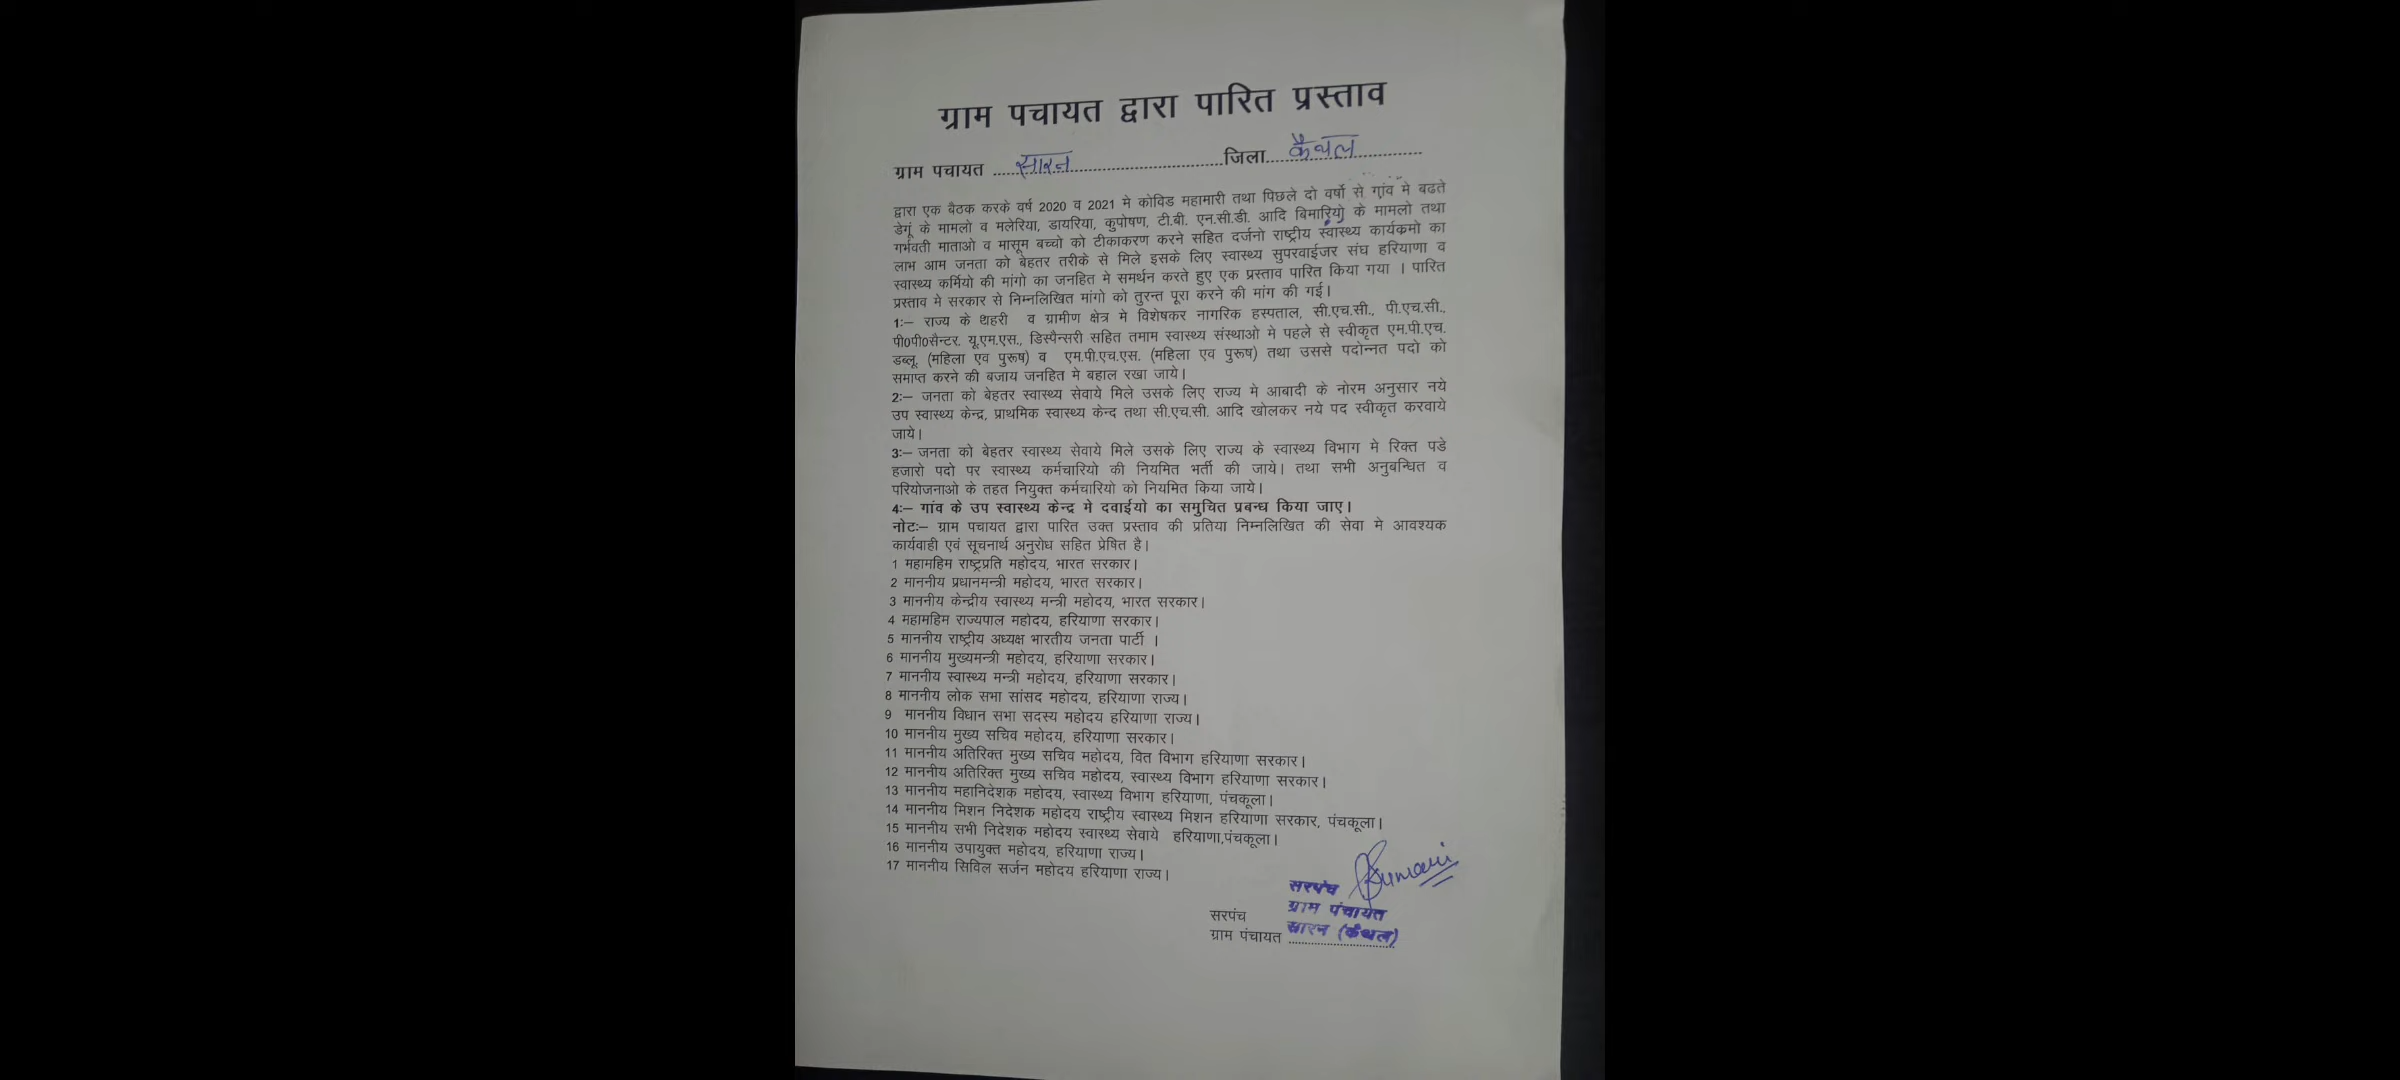 ग्राम पचायत द्वारा पारित प्रस्ताव
ग्राम पचायत सारन जिला कैथल
द्वारा एक बैठक करके वर्ष 2020 व 2021 मे कोविड महामारी तथा पिछले दो वर्षो से गांव मे बढते
डेगूं के मामलो व मलेरिया, डायरिया, कुपोषण, टी.बी. एन.सी.डी. आदि बिमारियो के मामलो तथा
गर्भवती माताओ व मासूम बच्चो को टीकाकरण करने सहित दर्जनो राष्ट्रीय स्वास्थ्य कार्यकमो का
लाभ आम जनता को बेहतर तरीके से मिले इसके लिए स्वास्थ्य सुपरवाईजर संघ हरियाणा व
स्वास्थ्य कर्मियो की मांगो का जनहित मे समर्थन करते हुए एक प्रस्ताव पारित किया गया । पारित
प्रस्ताव मे सरकार से निम्नलिखित मांगो को तुरन्त पूरा करने की मांग की गई।
1:– राज्य के शहरी व ग्रामीण क्षेत्र मे विशेषकर नागरिक हस्पताल, सी.एच.सी., पी.एच.सी.,
पी0पी0सैन्टर. यू.एम.एस., डिस्पैन्सरी सहित तमाम स्वास्थ्य संस्थाओ मे पहले से स्वीकृत एम.पी.एच.
डब्लू. (महिला एव पुरूष) व एम.पी.एच.एस. (महिला एव पुरूष) तथा उससे पदोन्नत पदो को
समाप्त करने की बजाय जनहित मे बहाल रखा जाये।
2:– जनता को बेहतर स्वास्थ्य सेवाये मिले उसके लिए राज्य मे आबादी के नोरम अनुसार नये
उप स्वास्थ्य केन्द्र, प्राथमिक स्वास्थ्य केन्द तथा सी.एच.सी. आदि खोलकर नये पद स्वीकृत करवाये
जाये।
3:– जनता को बेहतर स्वास्थ्य सेवाये मिले उसके लिए राज्य के स्वास्थ्य विभाग मे रिक्त पडे
हजारो पदो पर स्वास्थ्य कर्मचारियो की नियमित भर्ती की जाये। तथा सभी अनुबन्धित व
परियोजनाओ के तहत नियुक्त कर्मचारियो को नियमित किया जाये।
4:– गांव के उप स्वास्थ्य केन्द्र मे दवाईयो का समुचित प्रबन्ध किया जाए।
नोटः– ग्राम पचायत द्वारा पारित उक्त प्रस्ताव की प्रतिया निम्नलिखित की सेवा मे आवश्यक
कार्यवाही एवं सूचनार्थ अनुरोध सहित प्रेषित है।
1 महामहिम राष्ट्रप्रति महोदय, भारत सरकार।
2 माननीय प्रधानमन्त्री महोदय, भारत सरकार।
3 माननीय केन्द्रीय स्वास्थ्य मन्त्री महोदय, भारत सरकार।
4 महामहिम राज्यपाल महोदय, हरियाणा सरकार।
5 माननीय राष्ट्रीय अध्यक्ष भारतीय जनता पार्टी ।
6 माननीय मुख्यमन्त्री महोदय, हरियाणा सरकार।
7 माननीय स्वास्थ्य मन्त्री महोदय, हरियाणा सरकार।
8 माननीय लोक सभा सांसद महोदय, हरियाणा राज्य।
9 माननीय विधान सभा सदस्य महोदय हरियाणा राज्य।
10 माननीय मुख्य सचिव महोदय, हरियाणा सरकार।
11 माननीय अतिरिक्त मुख्य सचिव महोदय, वित विभाग हरियाणा सरकार।
12 माननीय अतिरिक्त मुख्य सचिव महोदय, स्वास्थ्य विभाग हरियाणा सरकार।
13 माननीय महानिदेशक महोदय, स्वास्थ्य विभाग हरियाणा, पंचकूला।
14 माननीय मिशन निदेशक महोदय राष्ट्रीय स्वास्थ्य मिशन हरियाणा सरकार, पंचकूला।
15 माननीय सभी निदेशक महोदय स्वास्थ्य सेवाये हरियाणा,पंचकूला।
16 माननीय उपायुक्त महोदय, हरियाणा राज्य।
17 माननीय सिविल सर्जन महोदय हरियाणा राज्य।
सरपंच
ग्राम पंचायत
सारन (कैथल)
सरपंच
ग्राम पंचायत